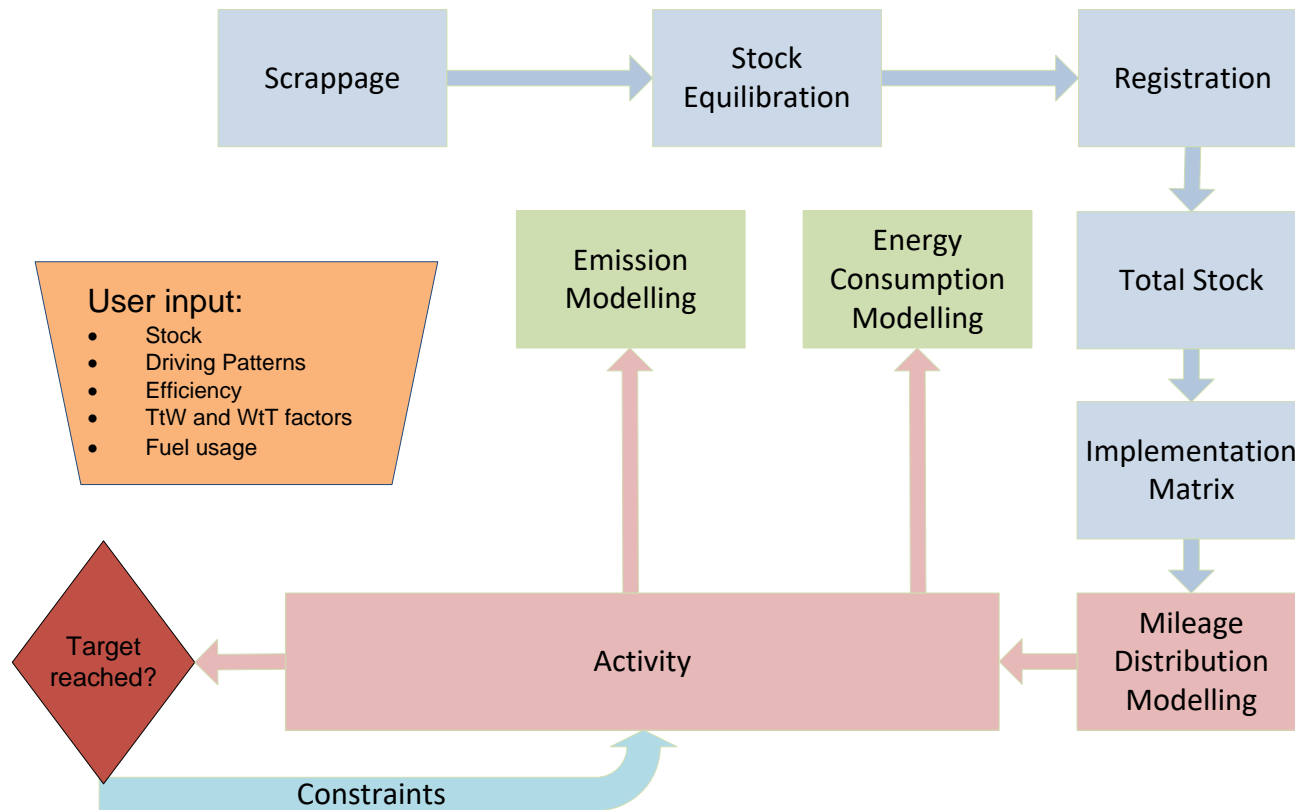 Scrappage
Stock
Equilibration
Registration
Emission
Modelling
Energy
Consumption
Modelling
Total Stock
User input:
• Stock
• Driving Patterns
• Efficiency
• TtW and WtT factors
• Fuel usage
Implementation
Matrix
Target
reached?
Activity
Mileage
Distribution
Modelling
Constraints